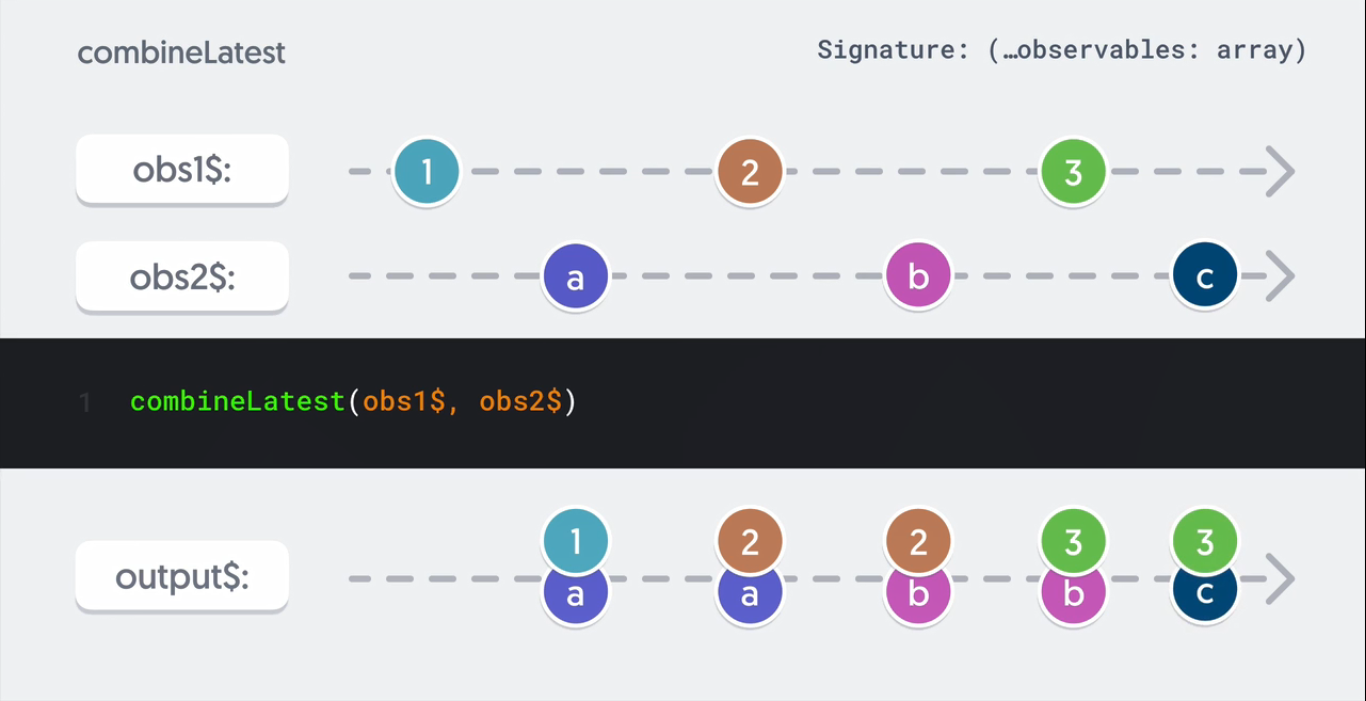 combineLatest
Signature: (…observables: array)
obs1$:
1 2 3
obs2$:
a b c
1 combineLatest(obs1$, obs2$)
1 2 2 3 3
output$:
a a b b c